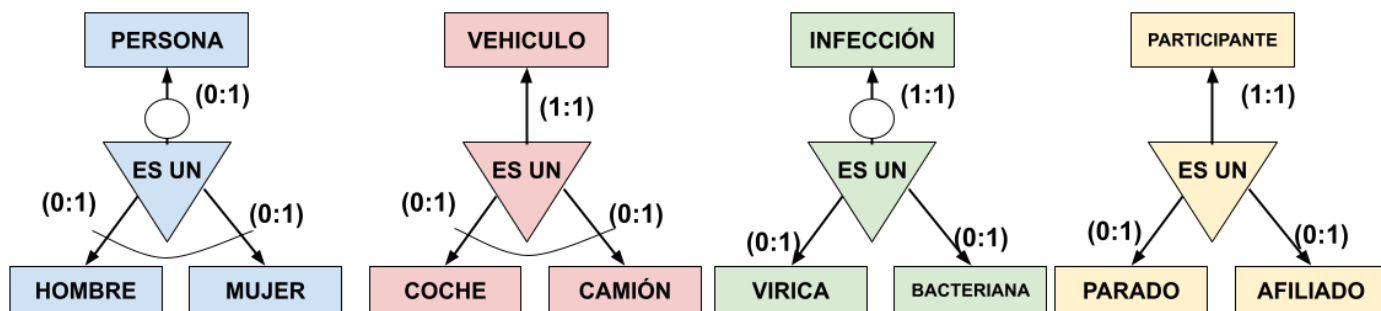 PERSONA
VEHICULO
INFECCIÓN
PARTICIPANTE
(0:1)
(1:1)
(1:1)
(1:1)
ES UN
ES UN
ES UN
ES UN
(0:1)
(0:1)
(0:1)
(0:1)
(0:1)
(0:1)
(0:1)
(0:1)
HOMBRE
MUJER
COCHE
CAMIÓN
VIRICA
BACTERIANA
PARADO
AFILIADO